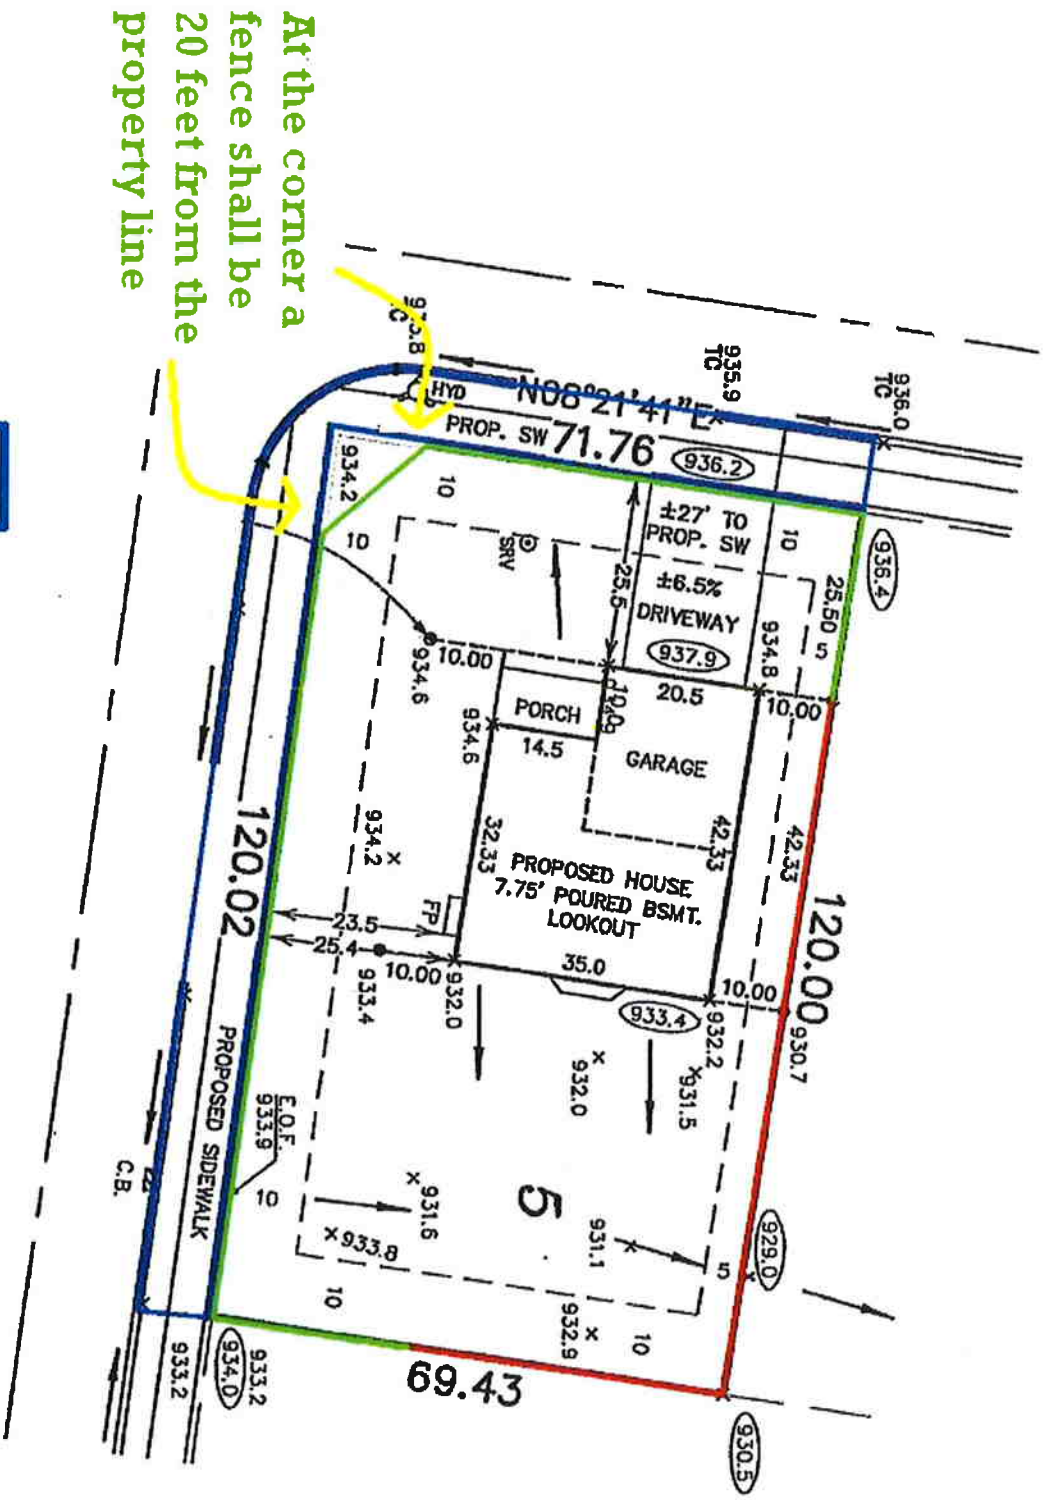 At the corner a
fence shall be
20 feet from the
property line
936.0
TC
935.9
TC
TC
HYD
N08°21'41"E
PROP. SW
71.76
936.2
936.4
934.2
10
10
10
±27' TO
PROP. SW
±6.5%
DRIVEWAY
937.9
25.50
5
934.8
SRV
25.5
10.00
934.6
20.5
10.00
PORCH
14.5
934.6
GARAGE
42.33
42.33
120.00
32.33
PROPOSED HOUSE
7.75' POURED BSMT.
LOOKOUT
934.2
120.02
FP
23.5
25.4
10.00
933.4
932.0
35.0
933.4
10.00
932.2
930.7
931.5
932.0
PROPOSED SIDEWALK
E.O.F.
933.9
10
C.B.
931.6
933.8
5
931.1
5
929.0
10
932.9
10
69.43
933.2
934.0
933.2
930.5